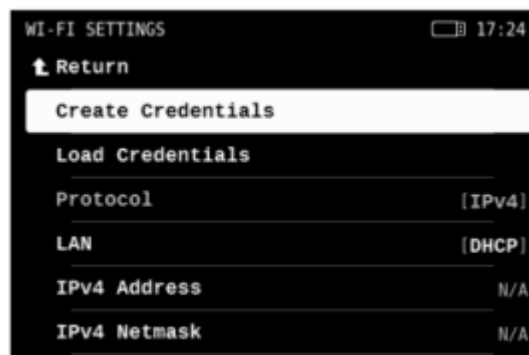 WI-FI SETTINGS 17:24
Return
Create Credentials
Load Credentials
Protocol [IPv4]
LAN [DHCP]
IPv4 Address N/A
IPv4 Netmask N/A